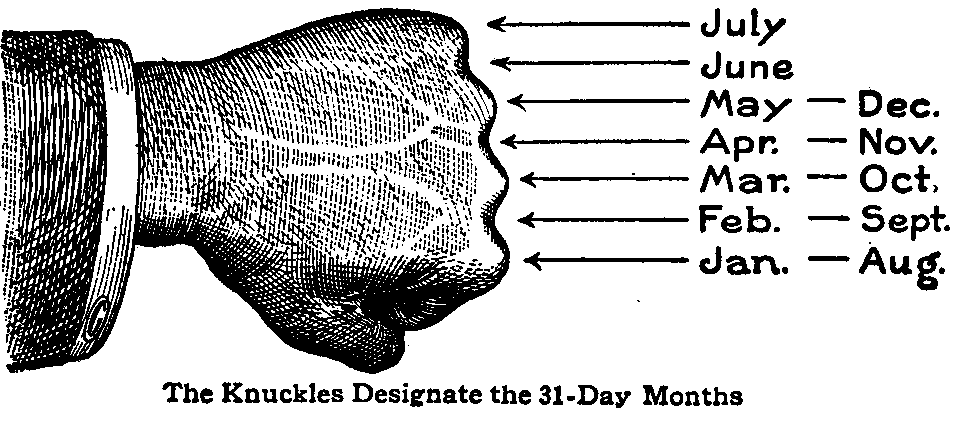 July
June
May — Dec.
Apr. — Nov.
Mar. — Oct.
Feb. — Sept.
Jan. — Aug.
The Knuckles Designate the 31-Day Months